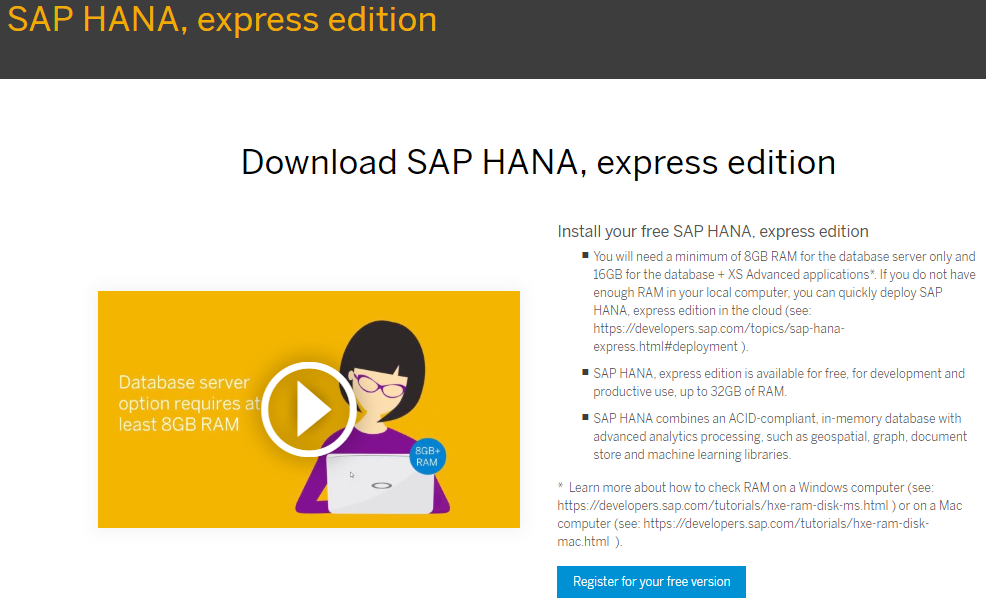 SAP HANA, express edition
Download SAP HANA, express edition
Database server
option requires at
least 8GB RAM
8GB+
RAM
Install your free SAP HANA, express edition
You will need a minimum of 8GB RAM for the database server only and
16GB for the database + XS Advanced applications*. If you do not have
enough RAM in your local computer, you can quickly deploy SAP
HANA, express edition in the cloud (see:
https://developers.sap.com/topics/sap-hana-
express.html#deployment ).
SAP HANA, express edition is available for free, for development and
productive use, up to 32GB of RAM.
SAP HANA combines an ACID-compliant, in-memory database with
advanced analytics processing, such as geospatial, graph, document
store and machine learning libraries.
* Learn more about how to check RAM on a Windows computer (see:
https://developers.sap.com/tutorials/hxe-ram-disk-ms.html ) or on a Mac
computer (see: https://developers.sap.com/tutorials/hxe-ram-disk-
mac.html ).
Register for your free version